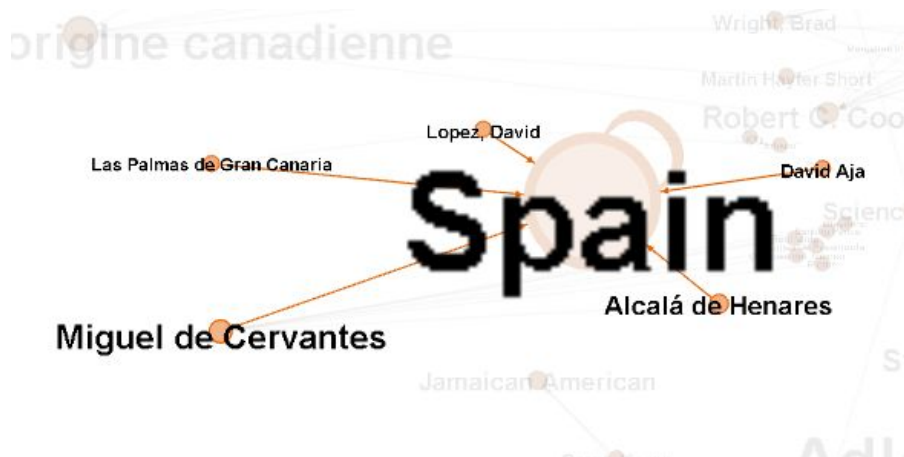 origine canadienne
Wright, Brad
Martin Hayter Short
Robert C. Coo
Lopez, David
Las Palmas de Gran Canaria
David Aja
Spain
Scienc
Alcalá de Henares
Miguel de Cervantes
Jamaican American